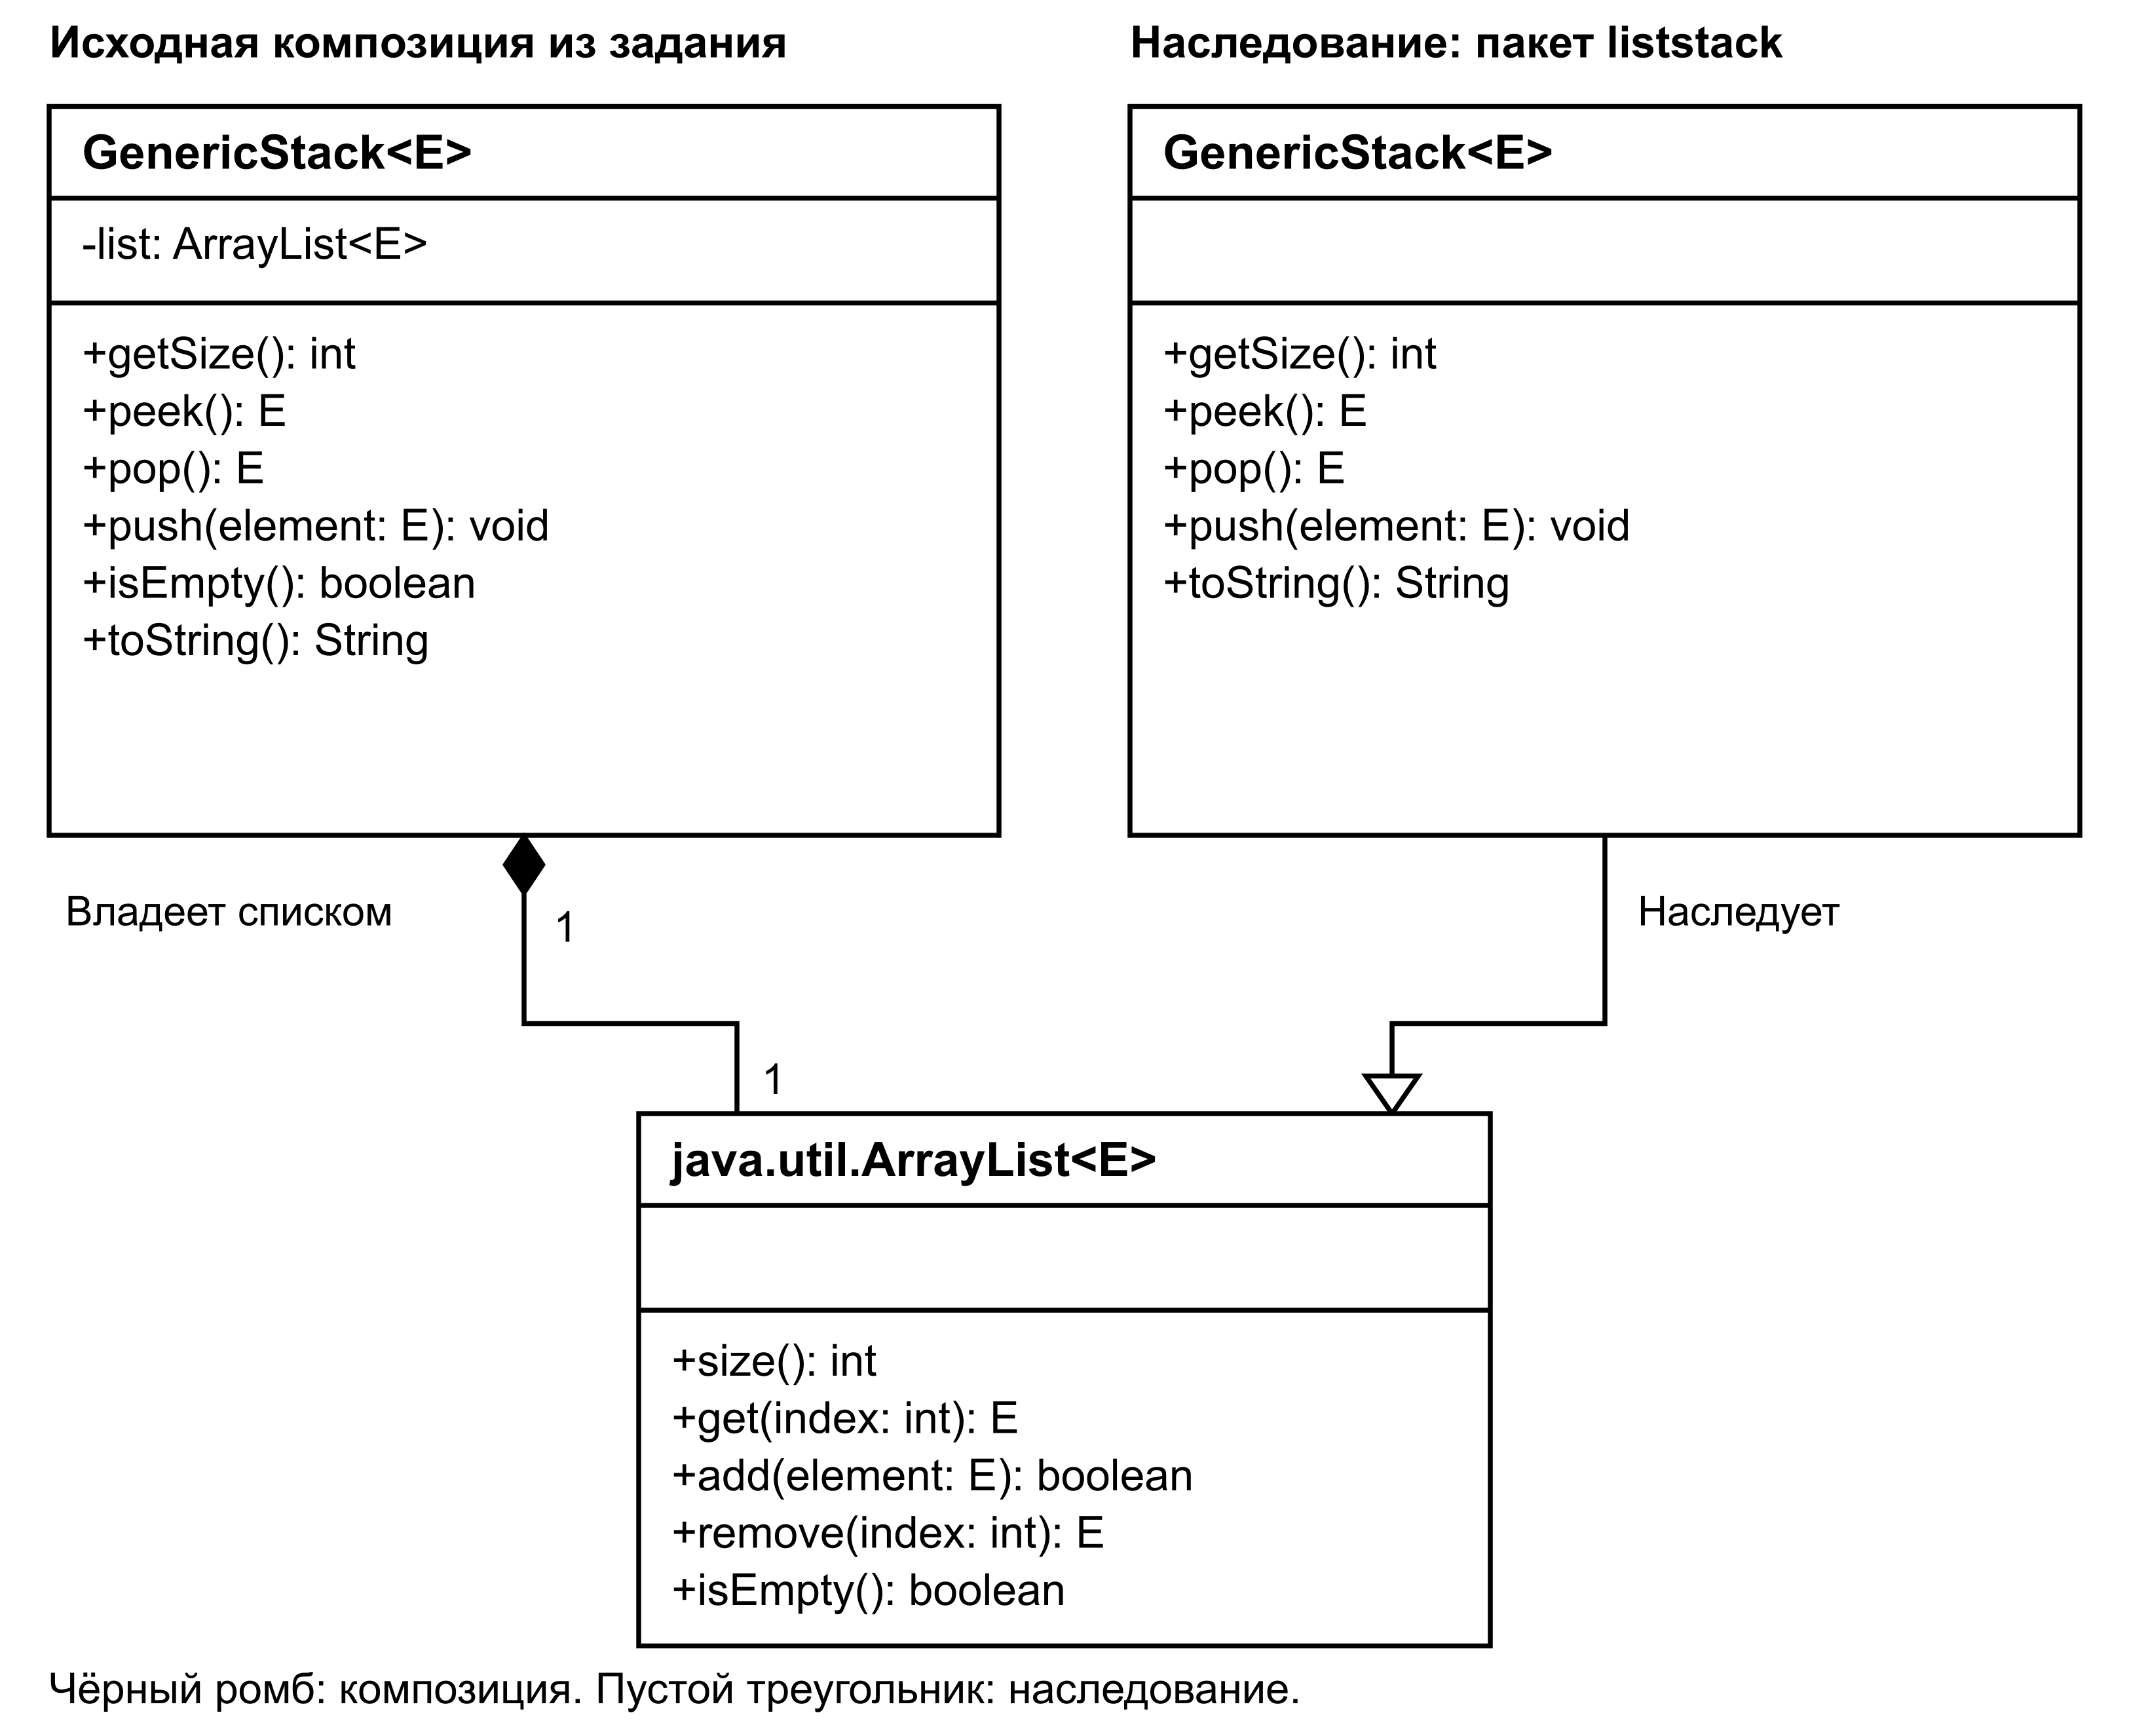 Исходная композиция из задания
GenericStack<E>
-list: ArrayList<E>
+getSize(): int
+peek(): E
+pop(): E
+push(element: E): void
+isEmpty(): boolean
+toString(): String
Наследование: пакет liststack
GenericStack<E>
+getSize(): int
+peek(): E
+pop(): E
+push(element: E): void
+toString(): String
Владеет списком
1
1
Наследует
java.util.ArrayList<E>
+size(): int
+get(index: int): E
+add(element: E): boolean
+remove(index: int): E
+isEmpty(): boolean
Чёрный ромб: композиция. Пустой треугольник: наследование.